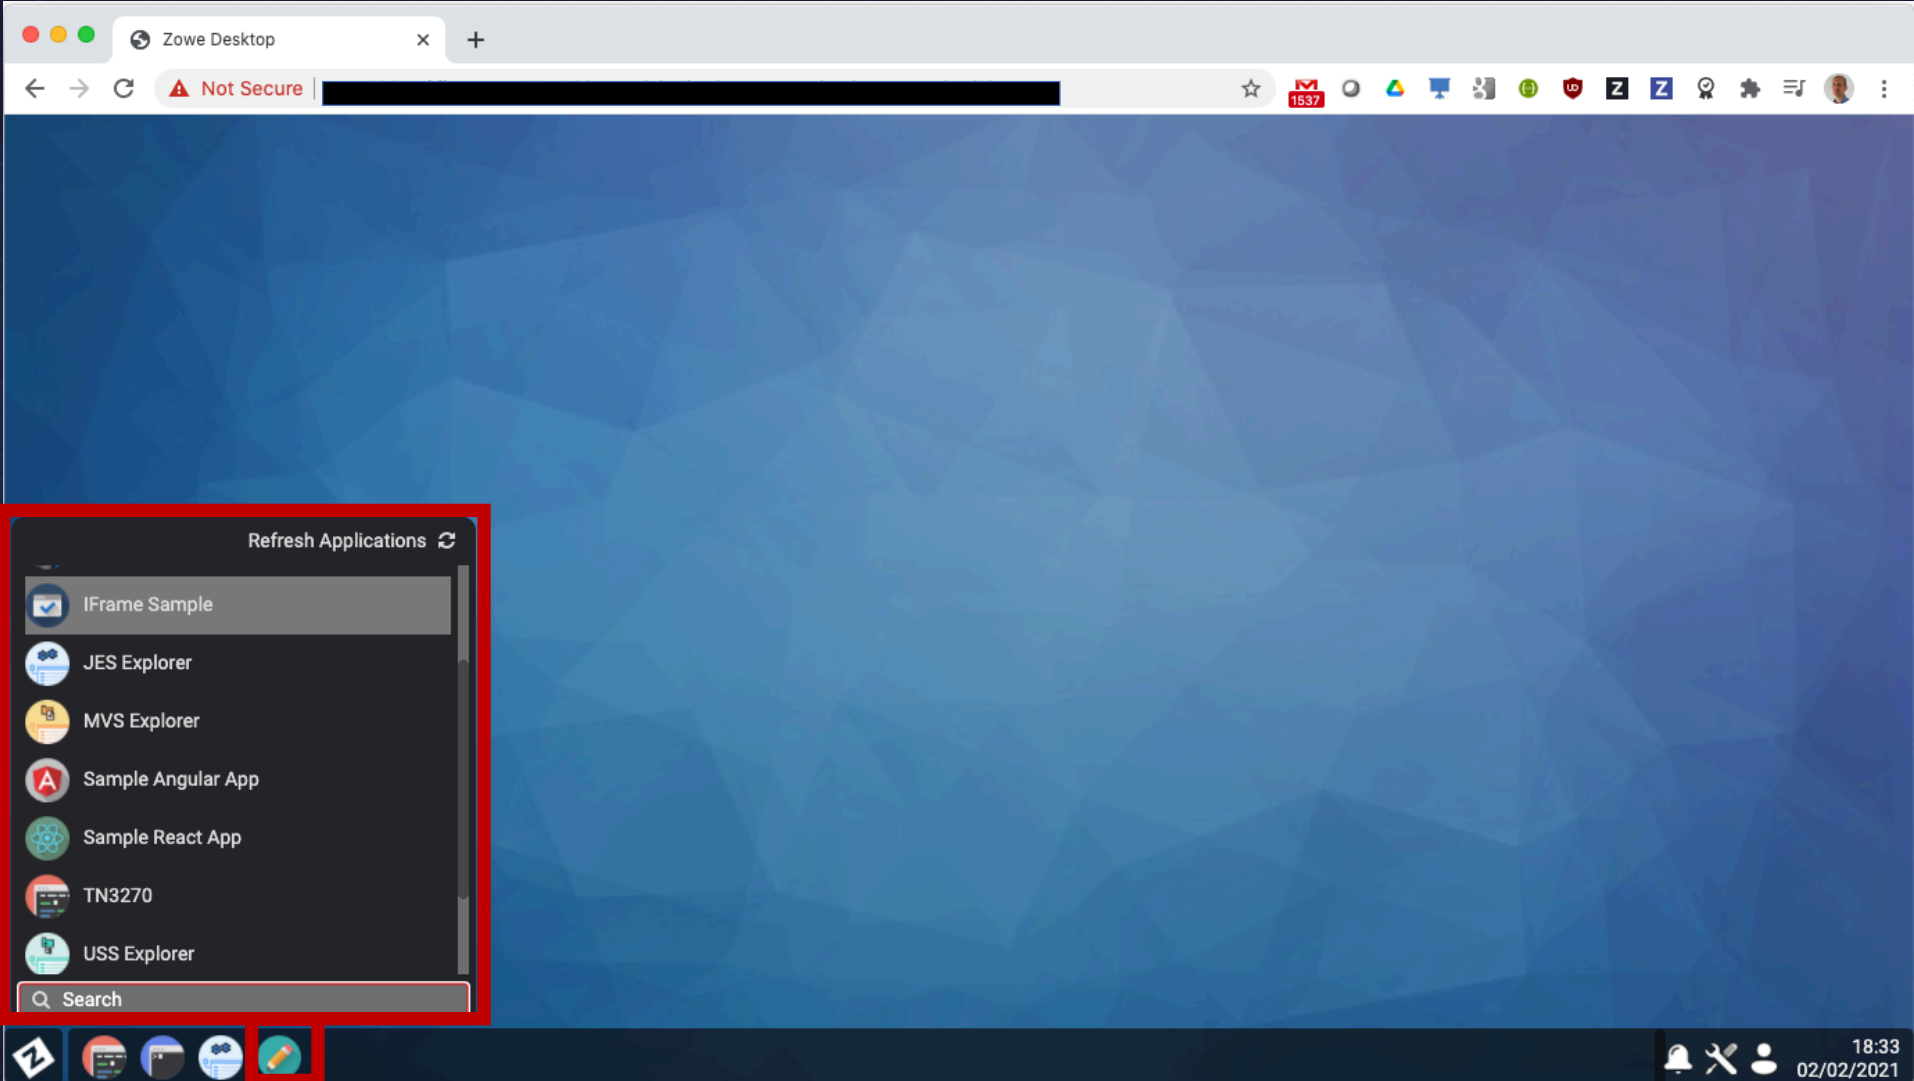 Zowe Desktop
Not Secure
1537
Refresh Applications
IFrame Sample
JES Explorer
MVS Explorer
Sample Angular App
Sample React App
TN3270
USS Explorer
Search
18:33
02/02/2021